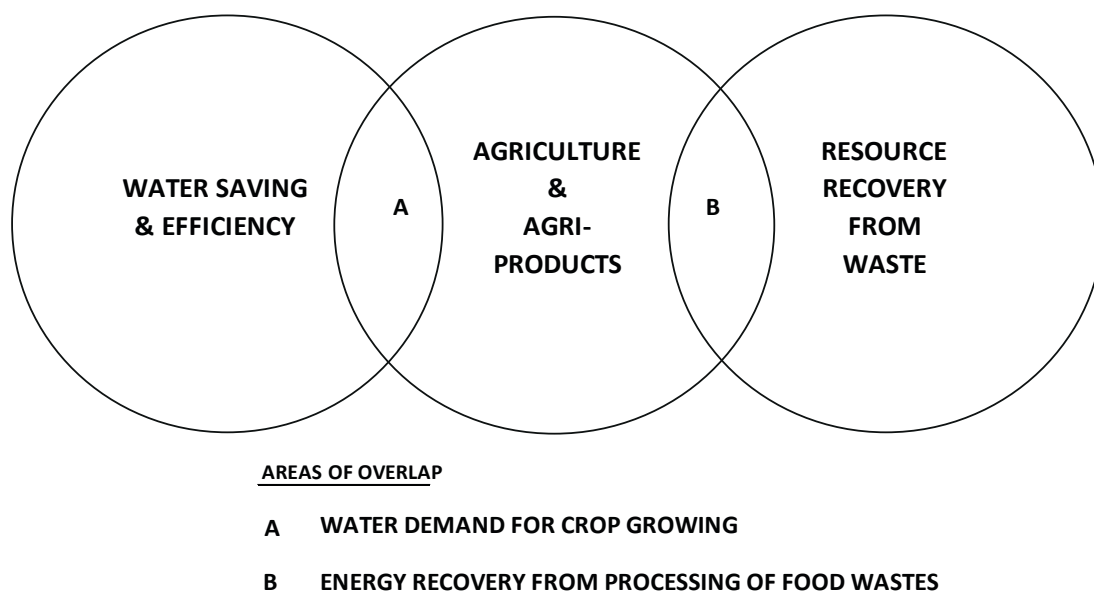 WATER SAVING
& EFFICIENCY
A
AGRICULTURE
&
AGRI-
PRODUCTS
B
RESOURCE
RECOVERY
FROM
WASTE
AREAS OF OVERLAP
A WATER DEMAND FOR CROP GROWING
B ENERGY RECOVERY FROM PROCESSING OF FOOD WASTES